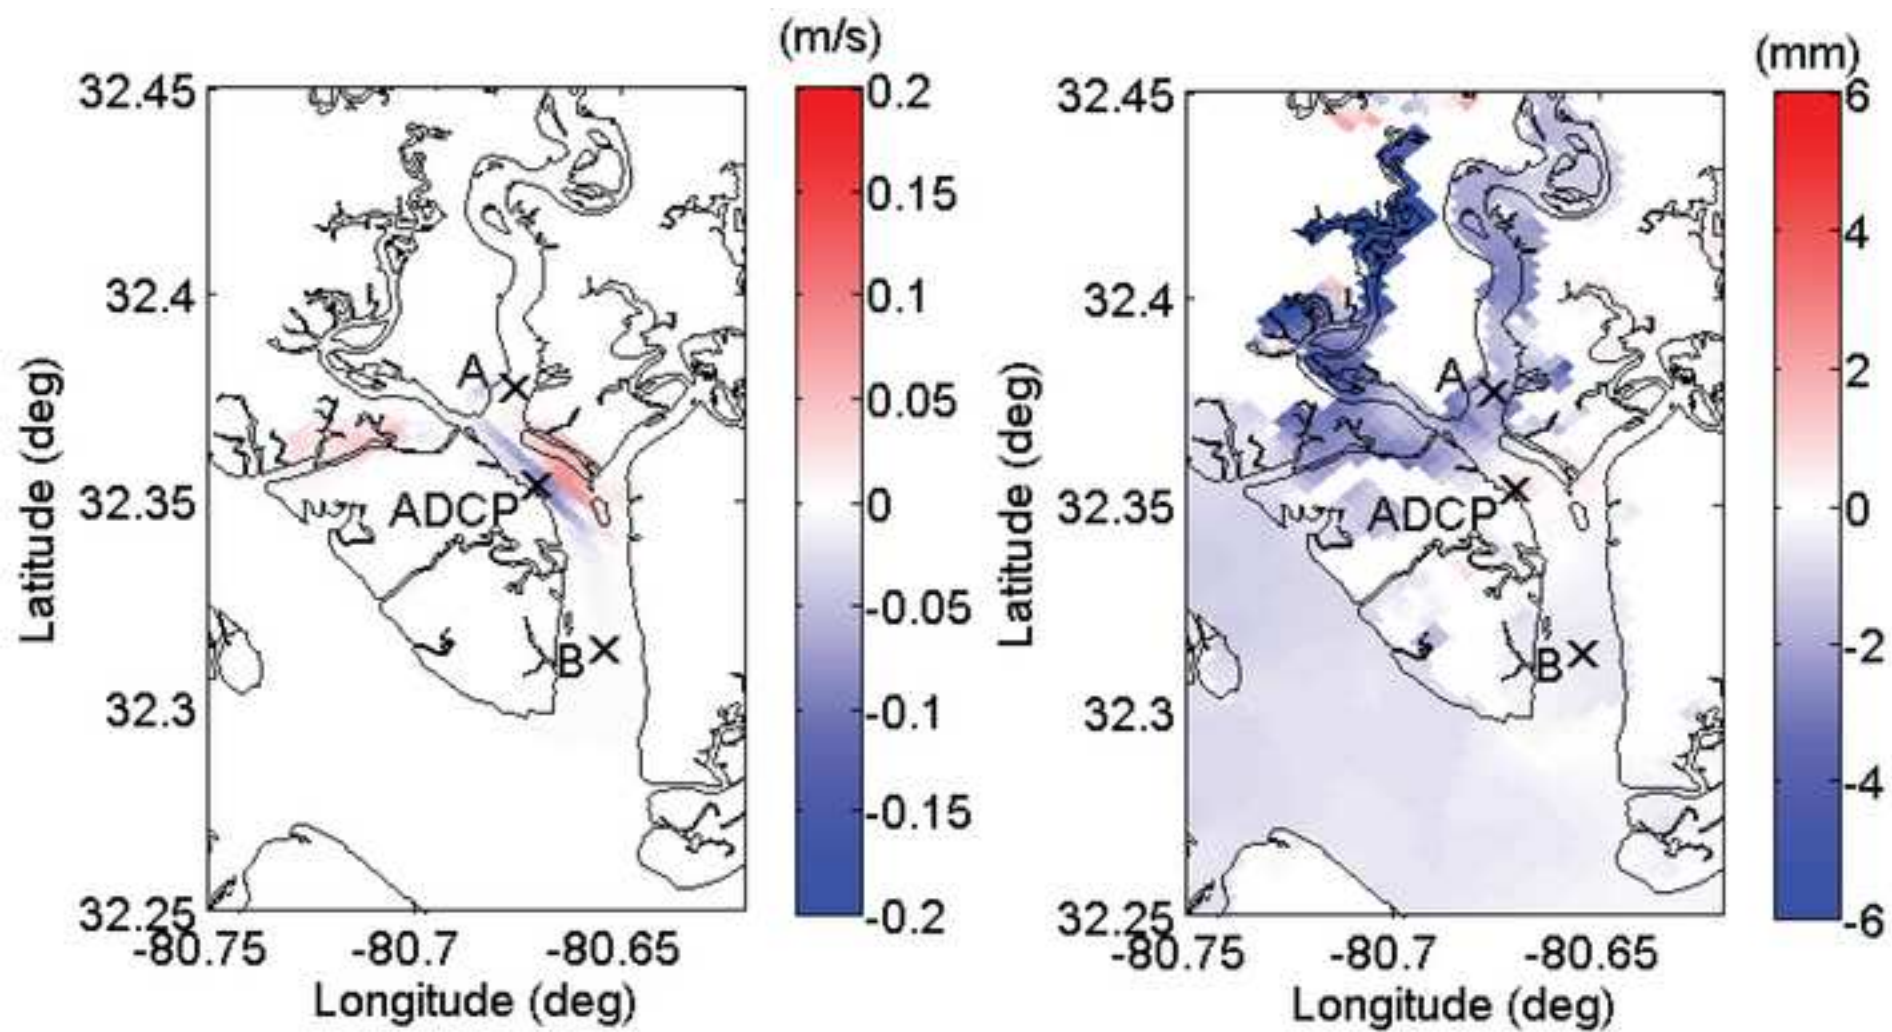 (m/s)
32.45
32.4
32.35
32.3
32.25
Latitude (deg)
A
ADCP
B
-80.75
-80.7
-80.65
Longitude (deg)
0.2
0.15
0.1
0.05
0
-0.05
-0.1
-0.15
-0.2
(mm)
32.45
32.4
32.35
32.3
32.25
Latitude (deg)
A
ADCP
B
-80.75
-80.7
-80.65
Longitude (deg)
6
4
2
0
-2
-4
-6